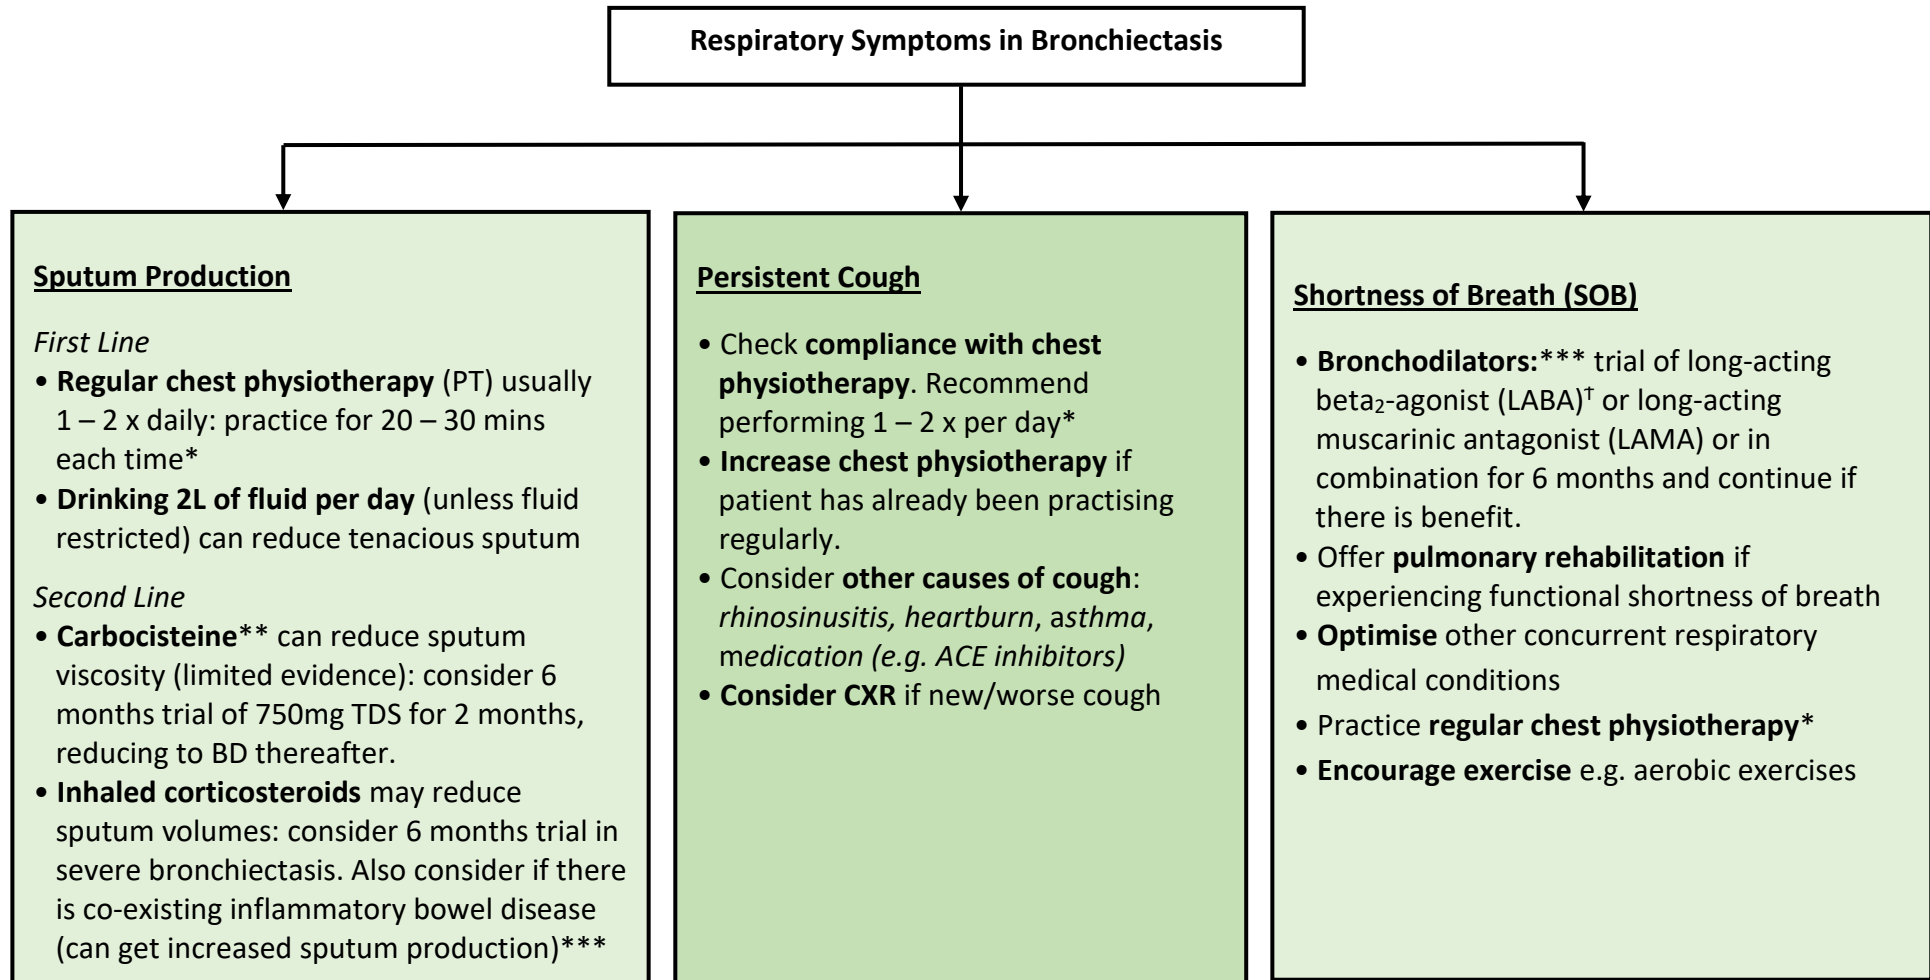 Respiratory Symptoms in Bronchiectasis
Sputum Production
First Line
• Regular chest physiotherapy (PT) usually
1 – 2 x daily: practice for 20 – 30 mins
each time*
• Drinking 2L of fluid per day (unless fluid
restricted) can reduce tenacious sputum
Second Line
• Carbocisteine** can reduce sputum
viscosity (limited evidence): consider 6
months trial of 750mg TDS for 2 months,
reducing to BD thereafter.
• Inhaled corticosteroids may reduce
sputum volumes: consider 6 months trial in
severe bronchiectasis. Also consider if there
is co-existing inflammatory bowel disease
(can get increased sputum production)***
Persistent Cough
• Check compliance with chest
physiotherapy. Recommend
performing 1 – 2 x per day*
• Increase chest physiotherapy if
patient has already been practising
regularly.
• Consider other causes of cough:
rhinosinusitis, heartburn, asthma,
medication (e.g. ACE inhibitors)
• Consider CXR if new/worse cough
Shortness of Breath (SOB)
• Bronchodilators:*** trial of long-acting
beta₂-agonist (LABA)† or long-acting
muscarinic antagonist (LAMA) or in
combination for 6 months and continue if
there is benefit.
• Offer pulmonary rehabilitation if
experiencing functional shortness of breath
• Optimise other concurrent respiratory
medical conditions
• Practice regular chest physiotherapy*
• Encourage exercise e.g. aerobic exercises